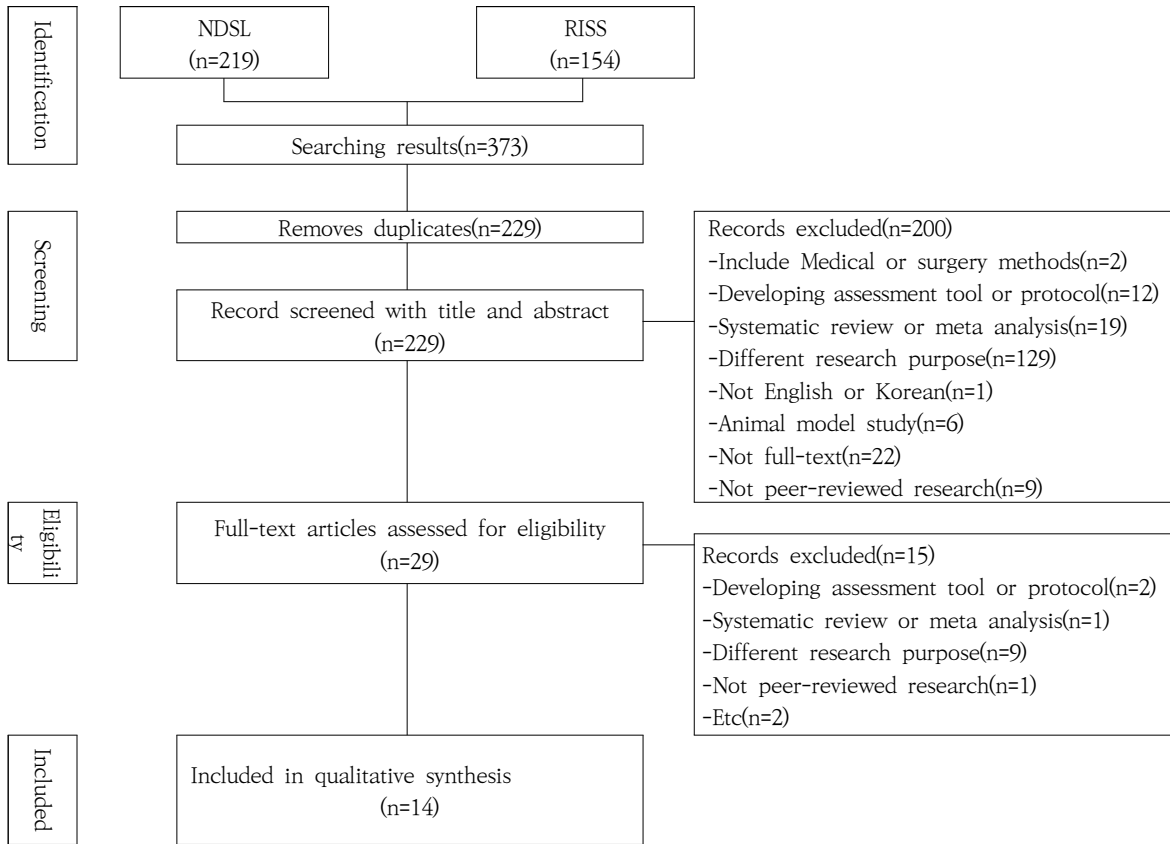 Identification
NDSL
(n=219)
RISS
(n=154)
Searching results(n=373)
Screening
Removes duplicates(n=229)
Record screened with title and abstract
(n=229)
Records excluded(n=200)
-Include Medical or surgery methods(n=2)
-Developing assessment tool or protocol(n=12)
-Systematic review or meta analysis(n=19)
-Different research purpose(n=129)
-Not English or Korean(n=1)
-Animal model study(n=6)
-Not full-text(n=22)
-Not peer-reviewed research(n=9)
Eligibili
ty
Full-text articles assessed for eligibility
(n=29)
Records excluded(n=15)
-Developing assessment tool or protocol(n=2)
-Systematic review or meta analysis(n=1)
-Different research purpose(n=9)
-Not peer-reviewed research(n=1)
-Etc(n=2)
Included
Included in qualitative synthesis
(n=14)